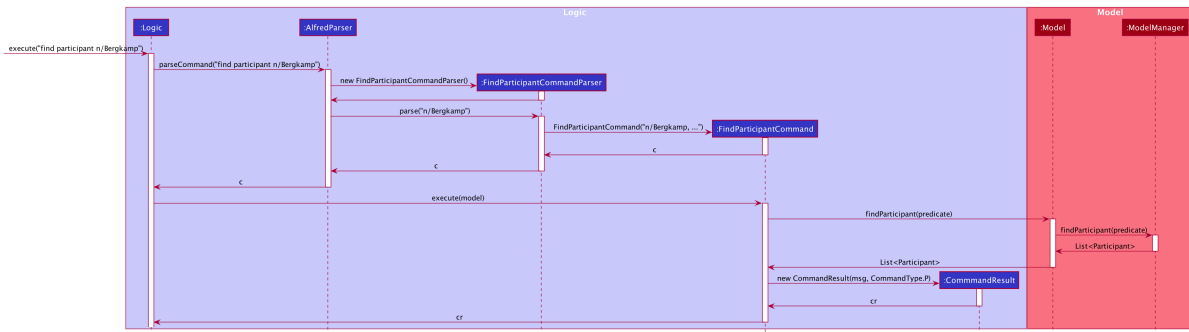 Logic
Model
:Logic
:AlfredParser
:Model
:ModelManager
execute("find participant n/Bergkamp")
parseCommand("find participant n/Bergkamp")
new FindParticipantCommandParser()
:FindParticipantCommandParser
parse("n/Bergkamp")
FindParticipantCommand("n/Bergkamp, ...")
:FindParticipantCommand
c
c
c
execute(model)
findParticipant(predicate)
findParticipant(predicate)
List<Participant>
List<Participant>
new CommandResult(msg, CommandType.P)
:CommmandResult
cr
cr